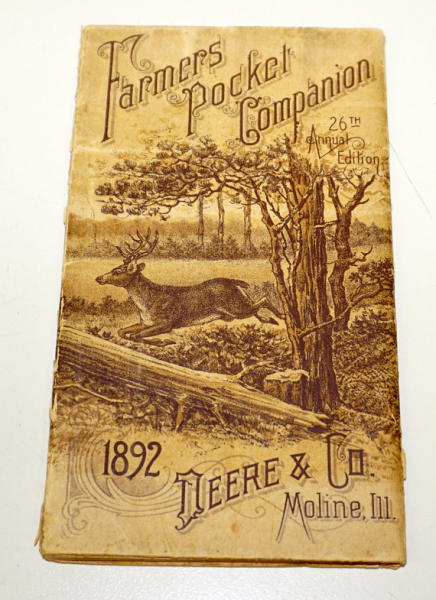 Farmers
Pocket
Companion
26TH
Annual
Edition
1892
DEERE & CO.
Moline, Ill.